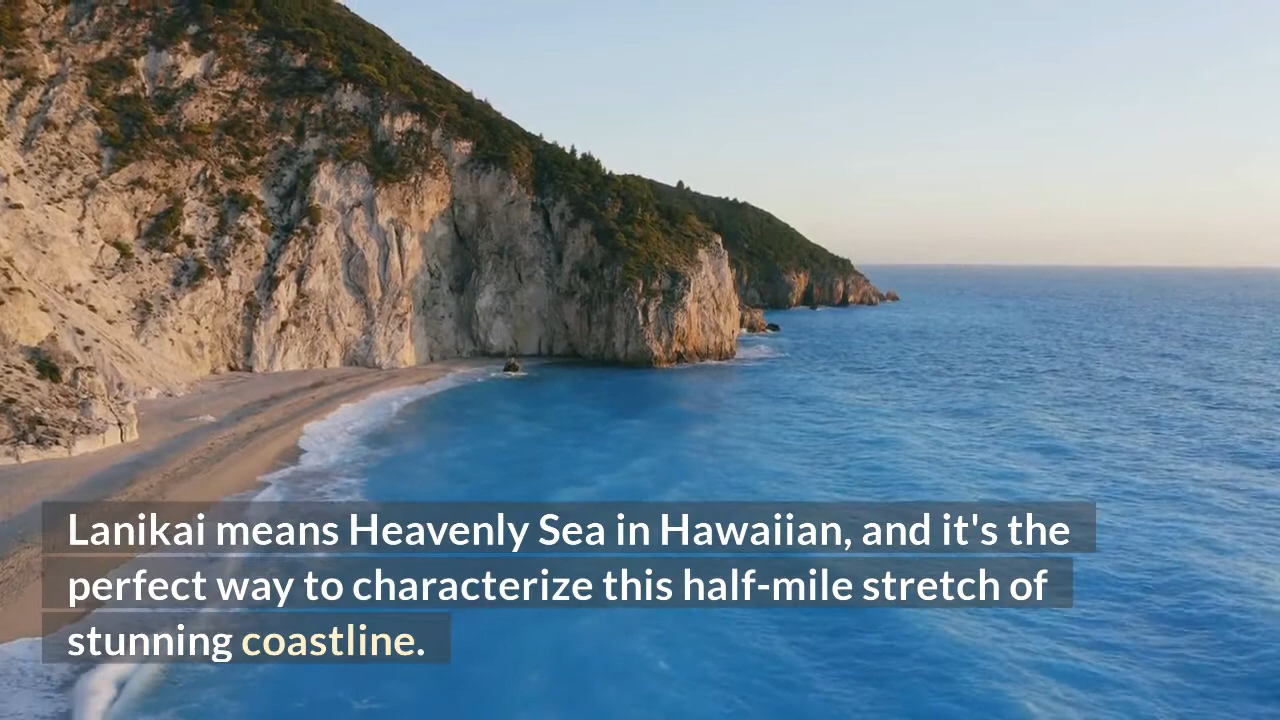 Lanikai means Heavenly Sea in Hawaiian, and it's the
perfect way to characterize this half-mile stretch of
stunning coastline.